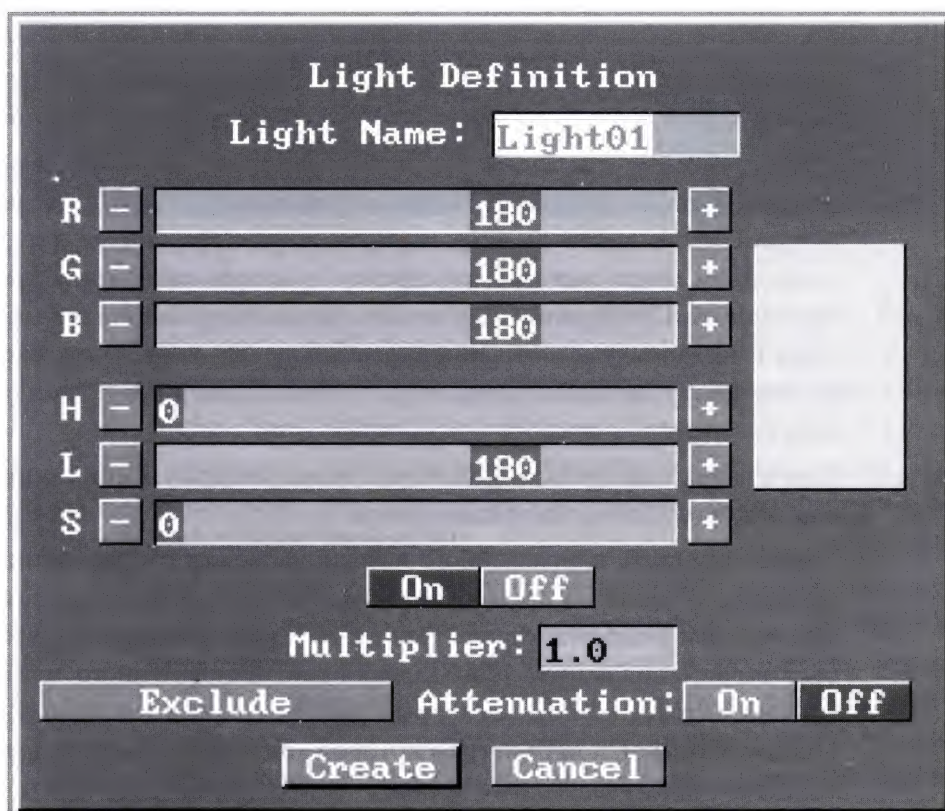 Light Definition
Light Name: Light01
R - 180 +
G - 180 +
B - 180 +
H - 0 +
L - 180 +
S - 0 +
On Off
Multiplier: 1.0
Exclude Attenuation: On Off
Create Cancel